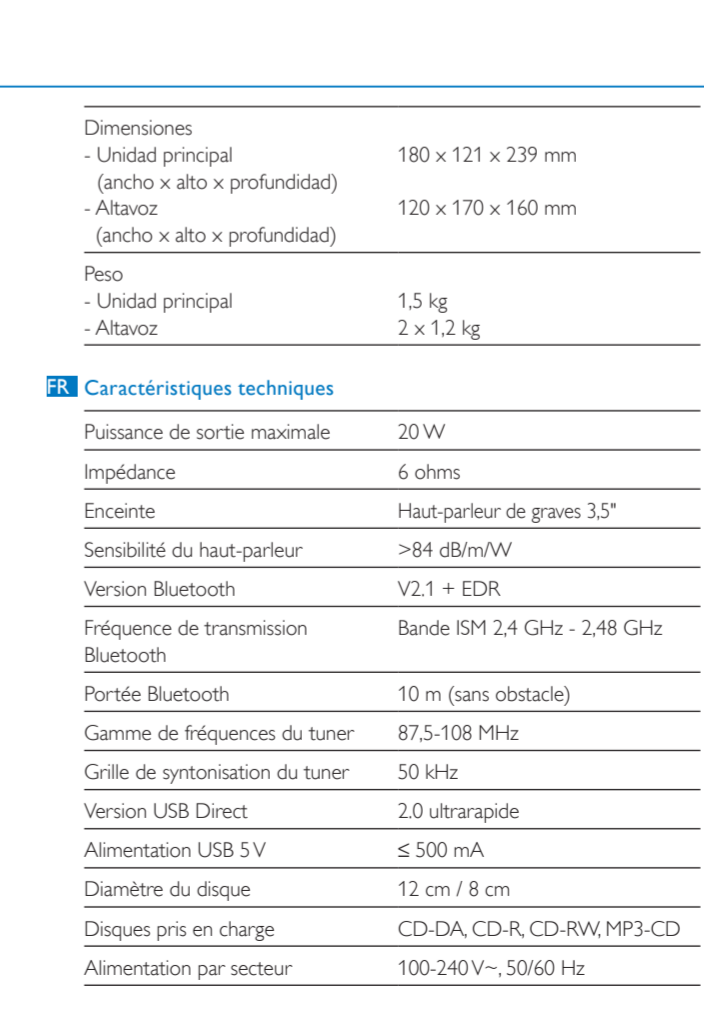 Dimensiones
- Unidad principal 180 x 121 x 239 mm
(ancho x alto x profundidad)
- Altavoz 120 x 170 x 160 mm
(ancho x alto x profundidad)
Peso
- Unidad principal 1,5 kg
- Altavoz 2 x 1,2 kg
FR Caractéristiques techniques
Puissance de sortie maximale 20 W
Impédance 6 ohms
Enceinte Haut-parleur de graves 3,5"
Sensibilité du haut-parleur >84 dB/m/W
Version Bluetooth V2.1 + EDR
Fréquence de transmission Bande ISM 2,4 GHz - 2,48 GHz
Bluetooth
Portée Bluetooth 10 m (sans obstacle)
Gamme de fréquences du tuner 87,5-108 MHz
Grille de syntonisation du tuner 50 kHz
Version USB Direct 2.0 ultrarapide
Alimentation USB 5 V ≤ 500 mA
Diamètre du disque 12 cm / 8 cm
Disques pris en charge CD-DA, CD-R, CD-RW, MP3-CD
Alimentation par secteur 100-240 V~, 50/60 Hz